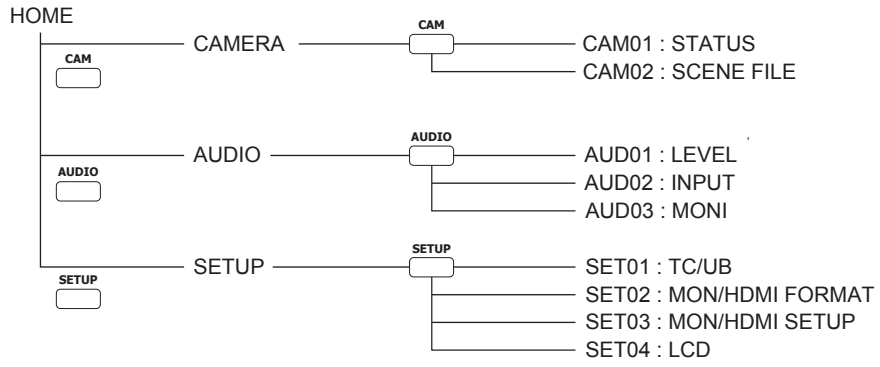 HOME
CAM
CAMERA
CAM
CAM01 : STATUS
CAM02 : SCENE FILE
AUDIO
AUDIO
AUDIO
AUD01 : LEVEL
AUD02 : INPUT
AUD03 : MONI
SETUP
SETUP
SETUP
SET01 : TC/UB
SET02 : MON/HDMI FORMAT
SET03 : MON/HDMI SETUP
SET04 : LCD